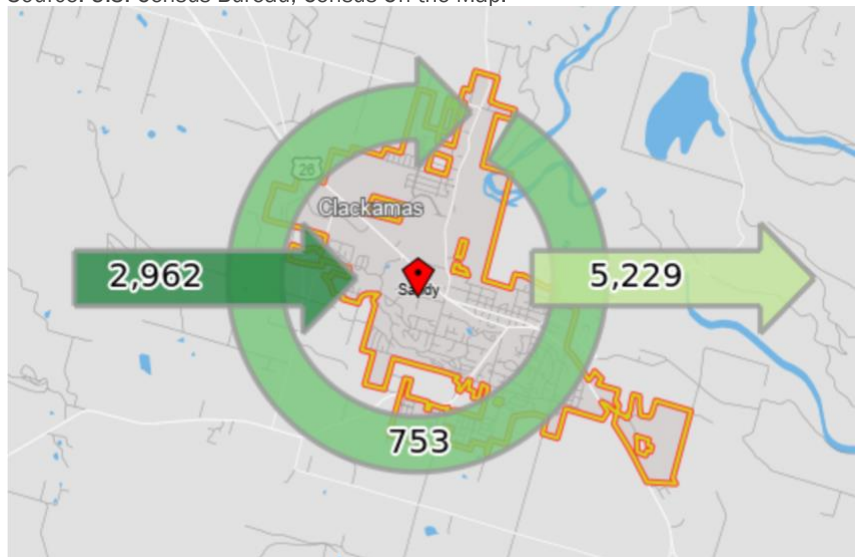 Source: U.S. Census Bureau, Census On the Map.
26
Clackamas
2,962
5,229
Sandy
753